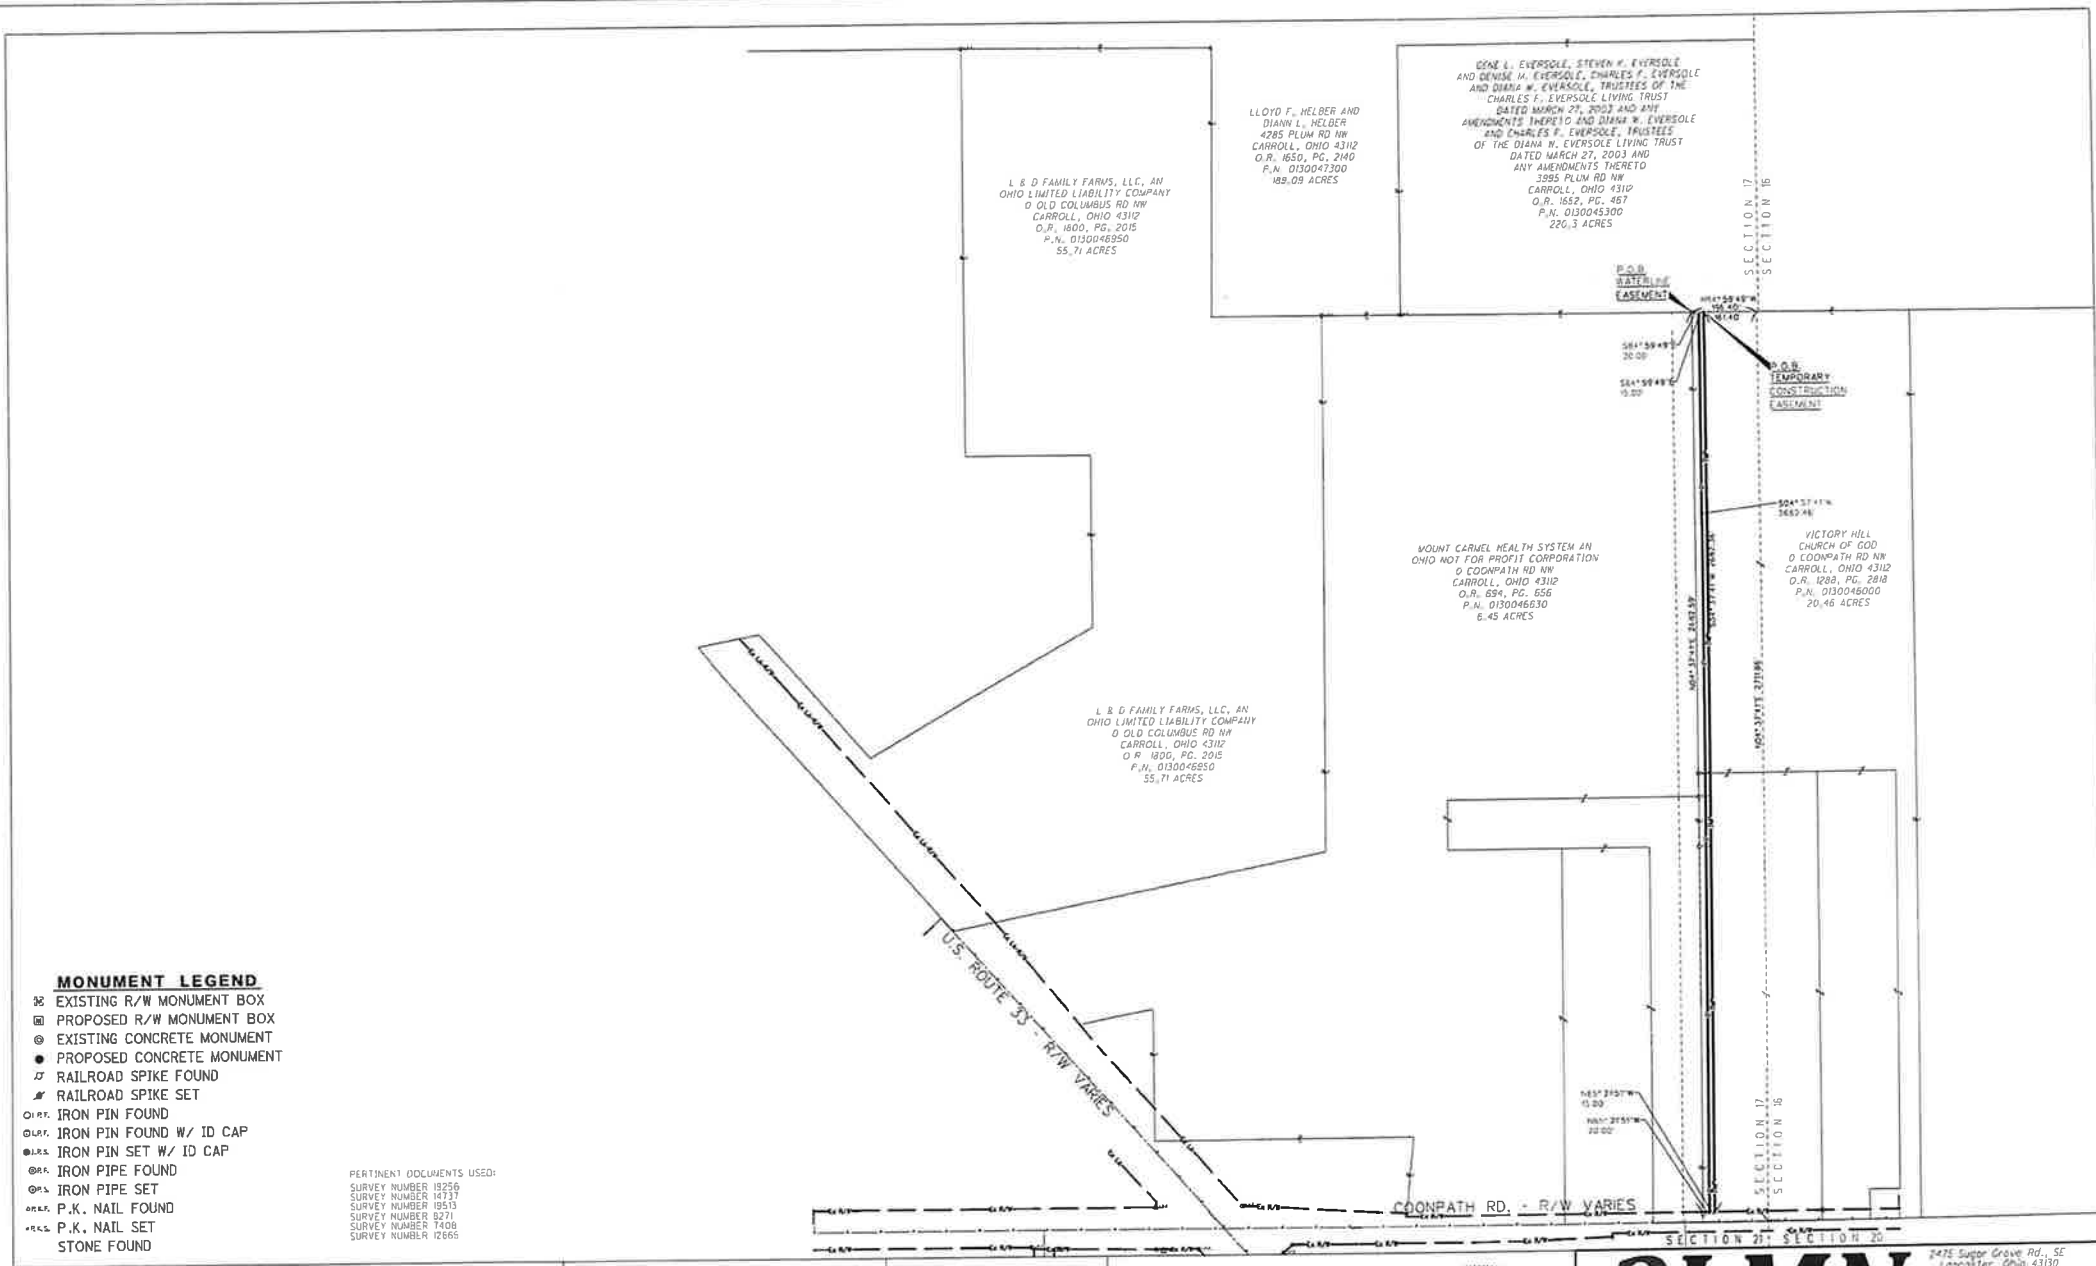 GENE L. EVERSOLE, STEVEN K. EVERSOLE
AND DENISE M. EVERSOLE, CHARLES F. EVERSOLE
AND DIANA W. EVERSOLE, TRUSTEES OF THE
CHARLES F. EVERSOLE LIVING TRUST
DATED MARCH 27, 2003 AND ANY
AMENDMENTS THERETO AND DIANA W. EVERSOLE
AND CHARLES F. EVERSOLE, TRUSTEES
OF THE DIANA W. EVERSOLE LIVING TRUST
DATED MARCH 27, 2003 AND
ANY AMENDMENTS THERETO
3995 PLUM RD NW
CARROLL, OHIO 43112
O.R. 1652, PG. 467
P.N. 0130045300
220.3 ACRES
LLOYD F. HELBER AND
DIANN L. HELBER
4285 PLUM RD NW
CARROLL, OHIO 43112
O.R. 1650, PG. 2140
P.N. 0130047300
189.09 ACRES
L & D FAMILY FARMS, LLC, AN
OHIO LIMITED LIABILITY COMPANY
0 OLD COLUMBUS RD NW
CARROLL, OHIO 43112
O.R. 1800, PG. 2015
P.N. 0130046950
55.71 ACRES
SECTION 17
SECTION 16
P.O.B.
WATERLINE
EASEMENT
156.40'
161.40'
20.00'
15.00'
P.O.B.
TEMPORARY
CONSTRUCTION
EASEMENT
MOUNT CARMEL HEALTH SYSTEM AN
OHIO NOT FOR PROFIT CORPORATION
0 COONPATH RD NW
CARROLL, OHIO 43112
O.R. 694, PG. 656
P.N. 0130046630
6.45 ACRES
VICTORY HILL
CHURCH OF GOD
0 COONPATH RD NW
CARROLL, OHIO 43112
O.R. 1288, PG. 2818
P.N. 0130046000
20.46 ACRES
L & D FAMILY FARMS, LLC, AN
OHIO LIMITED LIABILITY COMPANY
0 OLD COLUMBUS RD NW
CARROLL, OHIO 43112
O.R. 1800, PG. 2015
P.N. 0130046950
55.71 ACRES
U.S. ROUTE 33 - R/W VARIES
MONUMENT LEGEND
EXISTING R/W MONUMENT BOX
PROPOSED R/W MONUMENT BOX
EXISTING CONCRETE MONUMENT
PROPOSED CONCRETE MONUMENT
RAILROAD SPIKE FOUND
RAILROAD SPIKE SET
I.P.F. IRON PIN FOUND
I.P.F. IRON PIN FOUND W/ ID CAP
I.P.S. IRON PIN SET W/ ID CAP
P.F. IRON PIPE FOUND
P.S. IRON PIPE SET
P.K.F. P.K. NAIL FOUND
P.K.S. P.K. NAIL SET
STONE FOUND
PERTINENT DOCUMENTS USED:
SURVEY NUMBER 19256
SURVEY NUMBER 14737
SURVEY NUMBER 19513
SURVEY NUMBER 8271
SURVEY NUMBER 7408
SURVEY NUMBER 12665
15.00'
20.00'
SECTION 17
SECTION 16
COONPATH RD. - R/W VARIES
SECTION 21 SECTION 20
2475 Sugar Grove Rd., SE
Lancaster, Ohio 43130